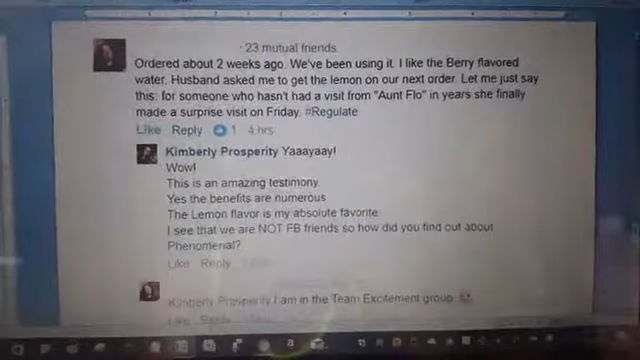 23 mutual friends
Ordered about 2 weeks ago. We've been using it. I like the Berry flavored
water. Husband asked me to get the lemon on our next order. Let me just say
this: for someone who hasn't had a visit from "Aunt Flo" in years she finally
made a surprise visit on Friday. #Regulate
Like Reply 1 4 hrs
Kimberly Prosperity Yaaayaay!
Wow!
This is an amazing testimony
Yes the benefits are numerous
The Lemon flavor is my absolute favorite
I see that we are NOT FB friends so how did you find out about
Phenomenal?
Like Reply
Kimberly Prosperity I am in the Team Excitement group.
Like Reply